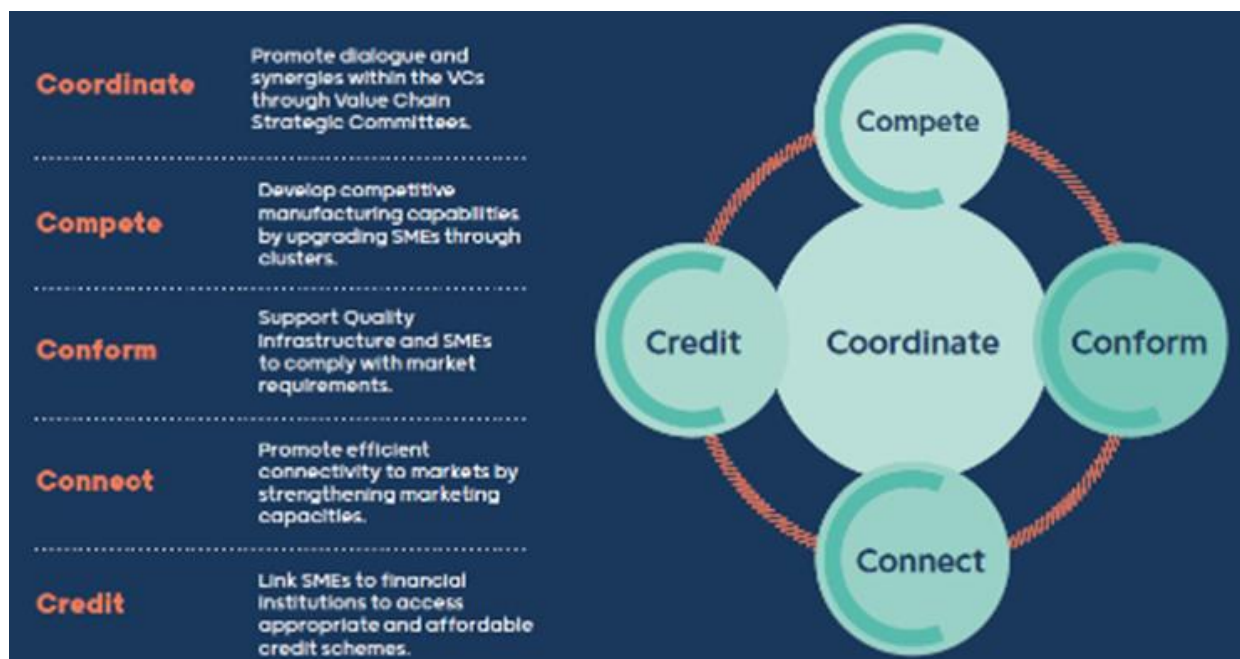 Coordinate
Promote dialogue and
synergies within the VCs
through Value Chain
Strategic Committees.
Compete
Develop competitive
manufacturing capabilities
by upgrading SMEs through
clusters.
Conform
Support Quality
Infrastructure and SMEs
to comply with market
requirements.
Connect
Promote efficient
connectivity to markets by
strengthening marketing
capacities.
Credit
Link SMEs to financial
institutions to access
appropriate and affordable
credit schemes.
Compete
Credit
Coordinate
Conform
Connect